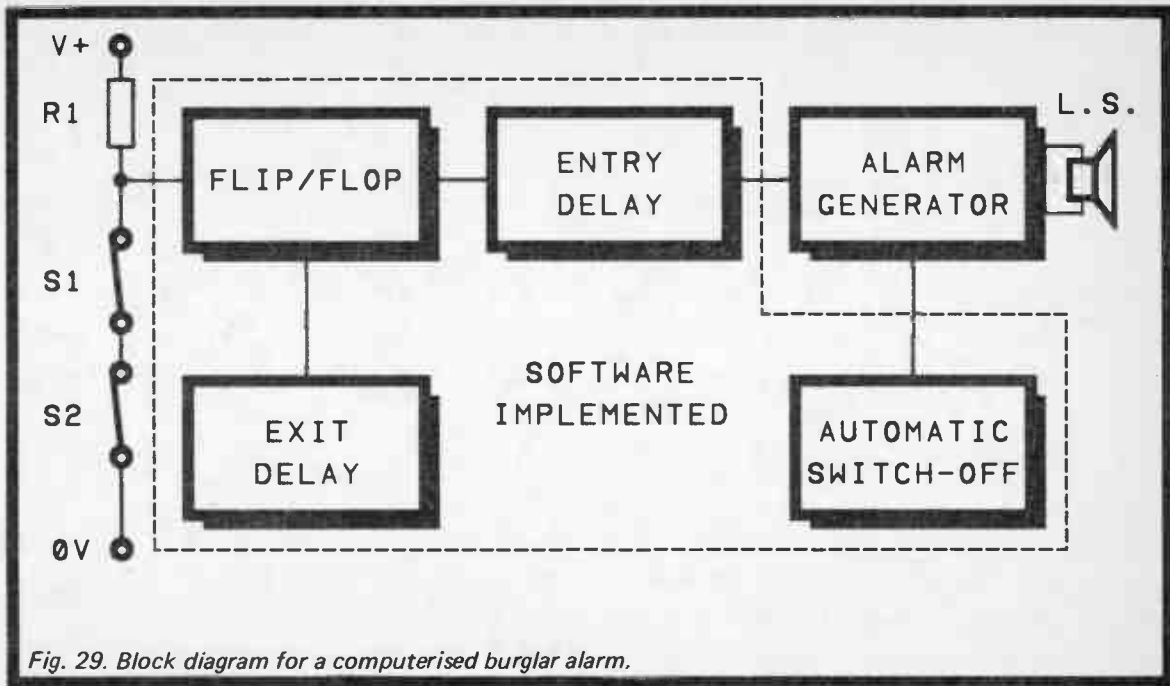 V+
R1
L.S.
FLIP/FLOP
ENTRY
DELAY
ALARM
GENERATOR
S1
S2
SOFTWARE
IMPLEMENTED
EXIT
DELAY
AUTOMATIC
SWITCH-OFF
0V
Fig. 29. Block diagram for a computerised burglar alarm.